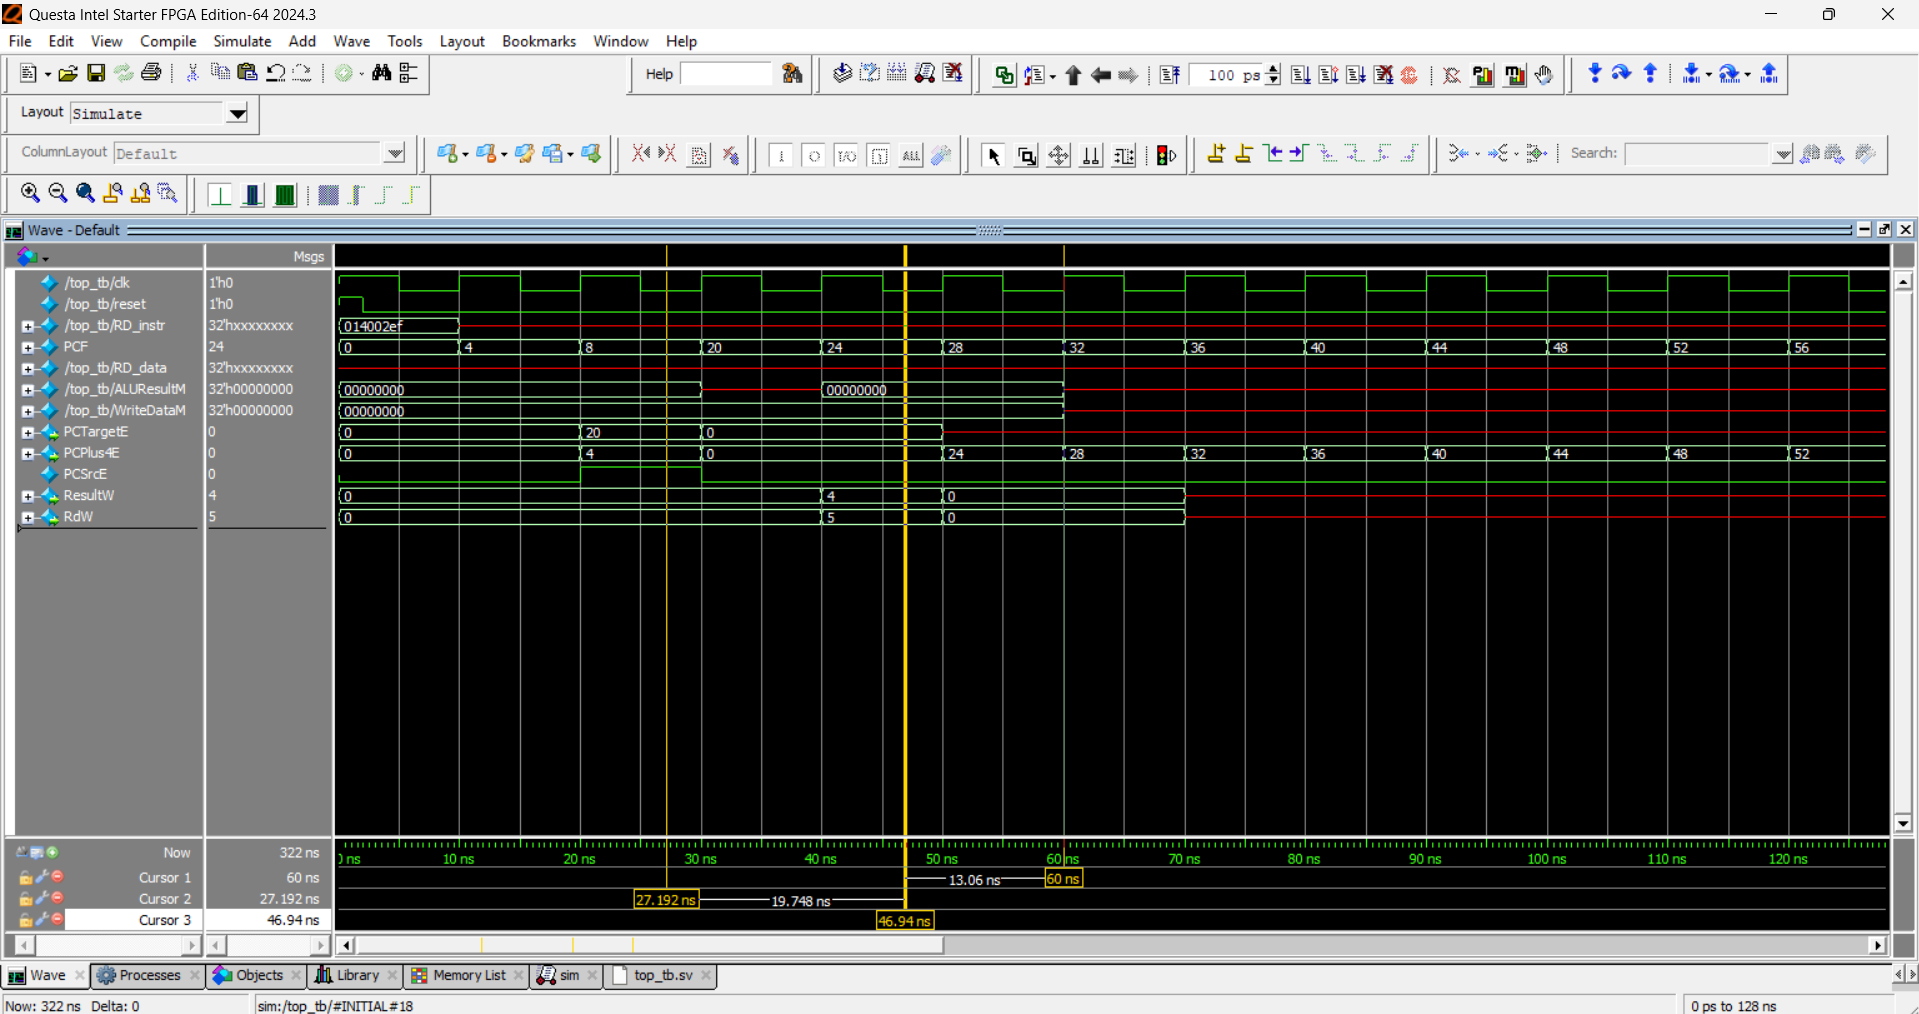 Questa Intel Starter FPGA Edition-64 2024.3
File Edit View Compile Simulate Add Wave Tools Layout Bookmarks Window Help
Help 100 ps
Layout Simulate
ColumnLayout Default Search:
Wave - Default
Msgs
/top_tb/clk 1'h0
/top_tb/reset 1'h0
/top_tb/RD_instr 32'hxxxxxxxx 014002ef
PCF 24 0 4 8 20 24 28 32 36 40 44 48 52 56
/top_tb/RD_data 32'hxxxxxxxx
/top_tb/ALUResultM 32'h00000000 00000000 00000000
/top_tb/WriteDataM 32'h00000000 00000000
PCTargetE 0 0 20 0
PCPlus4E 0 0 4 0 24 28 32 36 40 44 48 52
PCSrcE 0
ResultW 4 0 4 0
RdW 5 0 5 0
Now 322 ns 0 ns 10 ns 20 ns 30 ns 40 ns 50 ns 60 ns 70 ns 80 ns 90 ns 100 ns 110 ns 120 ns
Cursor 1 60 ns 13.06 ns 60 ns
Cursor 2 27.192 ns 27.192 ns 19.748 ns
Cursor 3 46.94 ns 46.94 ns
Wave Processes Objects Library Memory List sim top_tb.sv
Now: 322 ns Delta: 0 sim:/top_tb/#INITIAL#18 0 ps to 128 ns